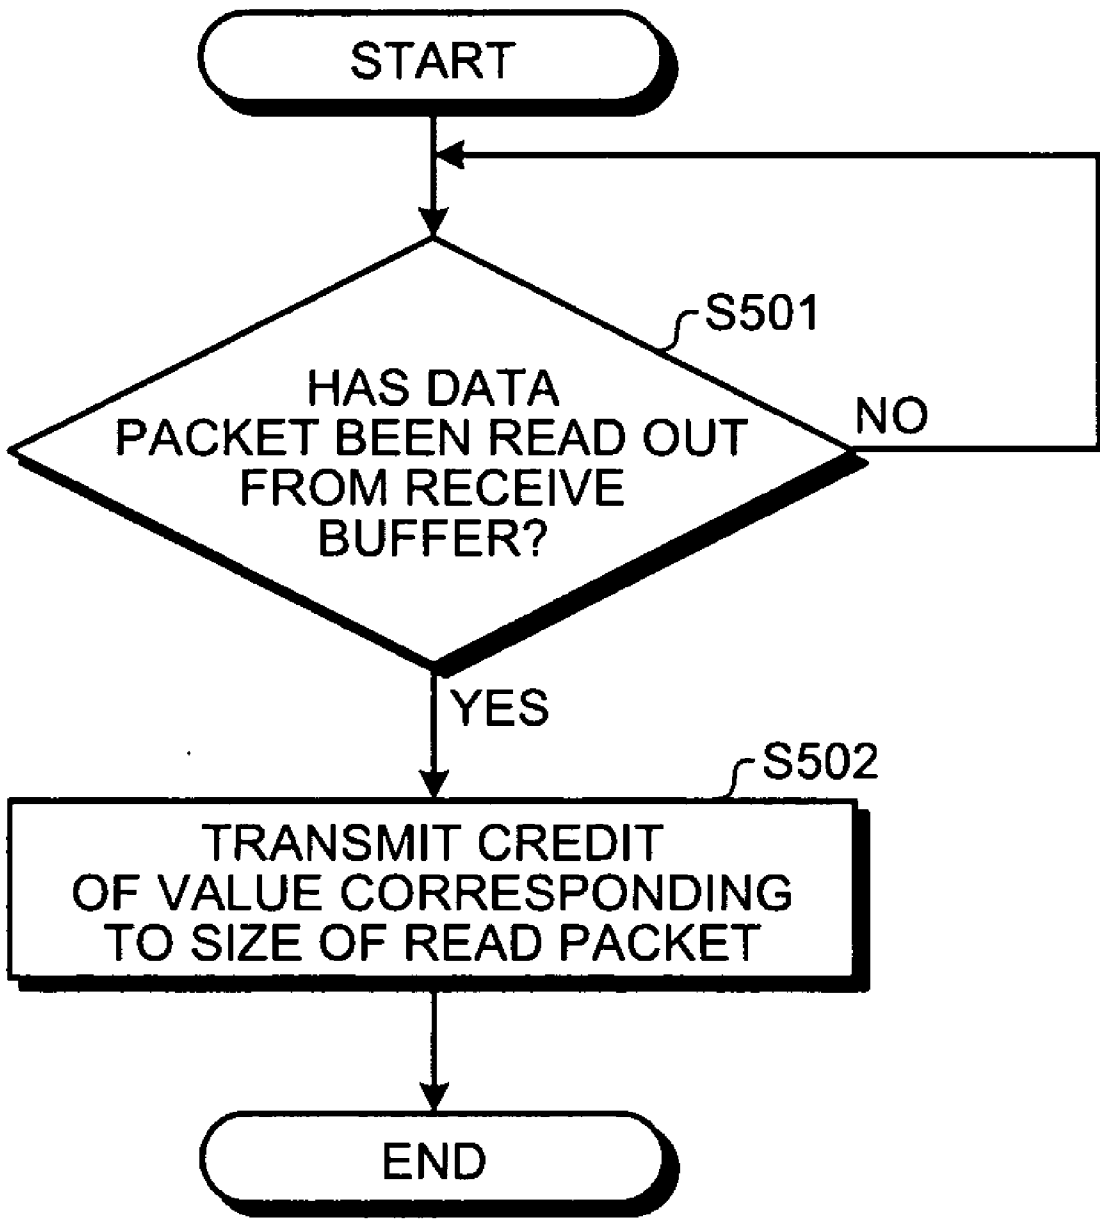 START
S501
HAS DATA
PACKET BEEN READ OUT
FROM RECEIVE
BUFFER?
NO
YES
S502
TRANSMIT CREDIT
OF VALUE CORRESPONDING
TO SIZE OF READ PACKET
END